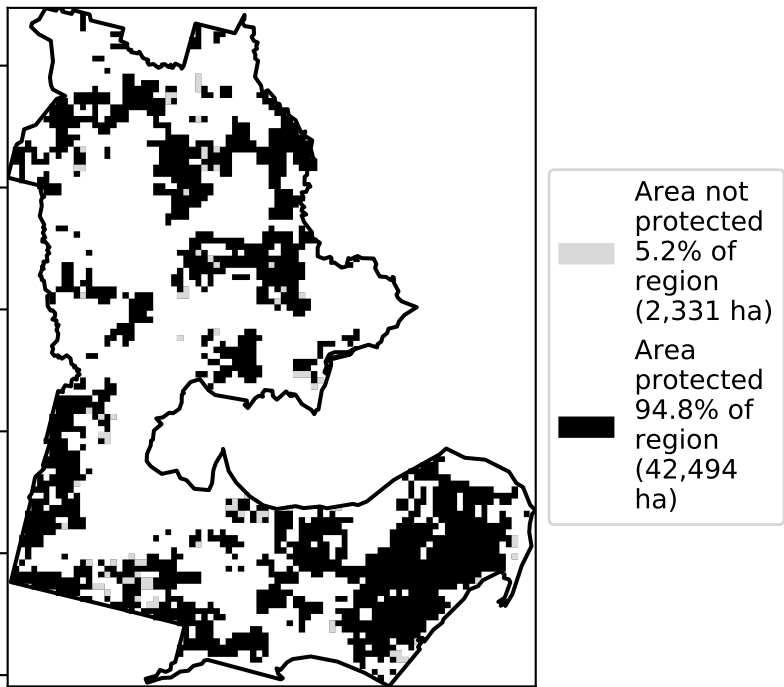 Area not
protected
5.2% of
region
(2,331 ha)
Area
protected
94.8% of
region
(42,494
ha)